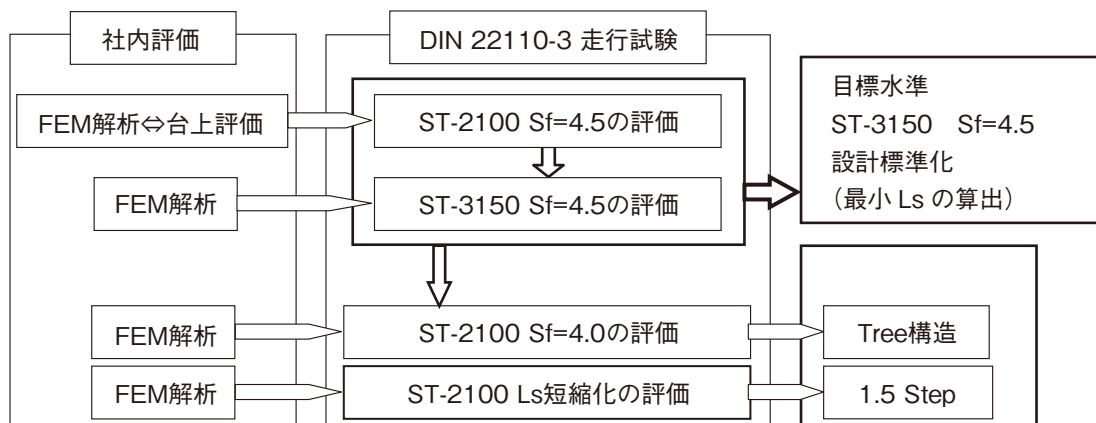 社内評価
DIN 22110-3 走行試験
FEM解析⇔台上評価
ST-2100 Sf=4.5の評価
FEM解析
ST-3150 Sf=4.5の評価
目標水準
ST-3150 Sf=4.5
設計標準化
(最小 Ls の算出)
FEM解析
ST-2100 Sf=4.0の評価
Tree構造
FEM解析
ST-2100 Ls短縮化の評価
1.5 Step